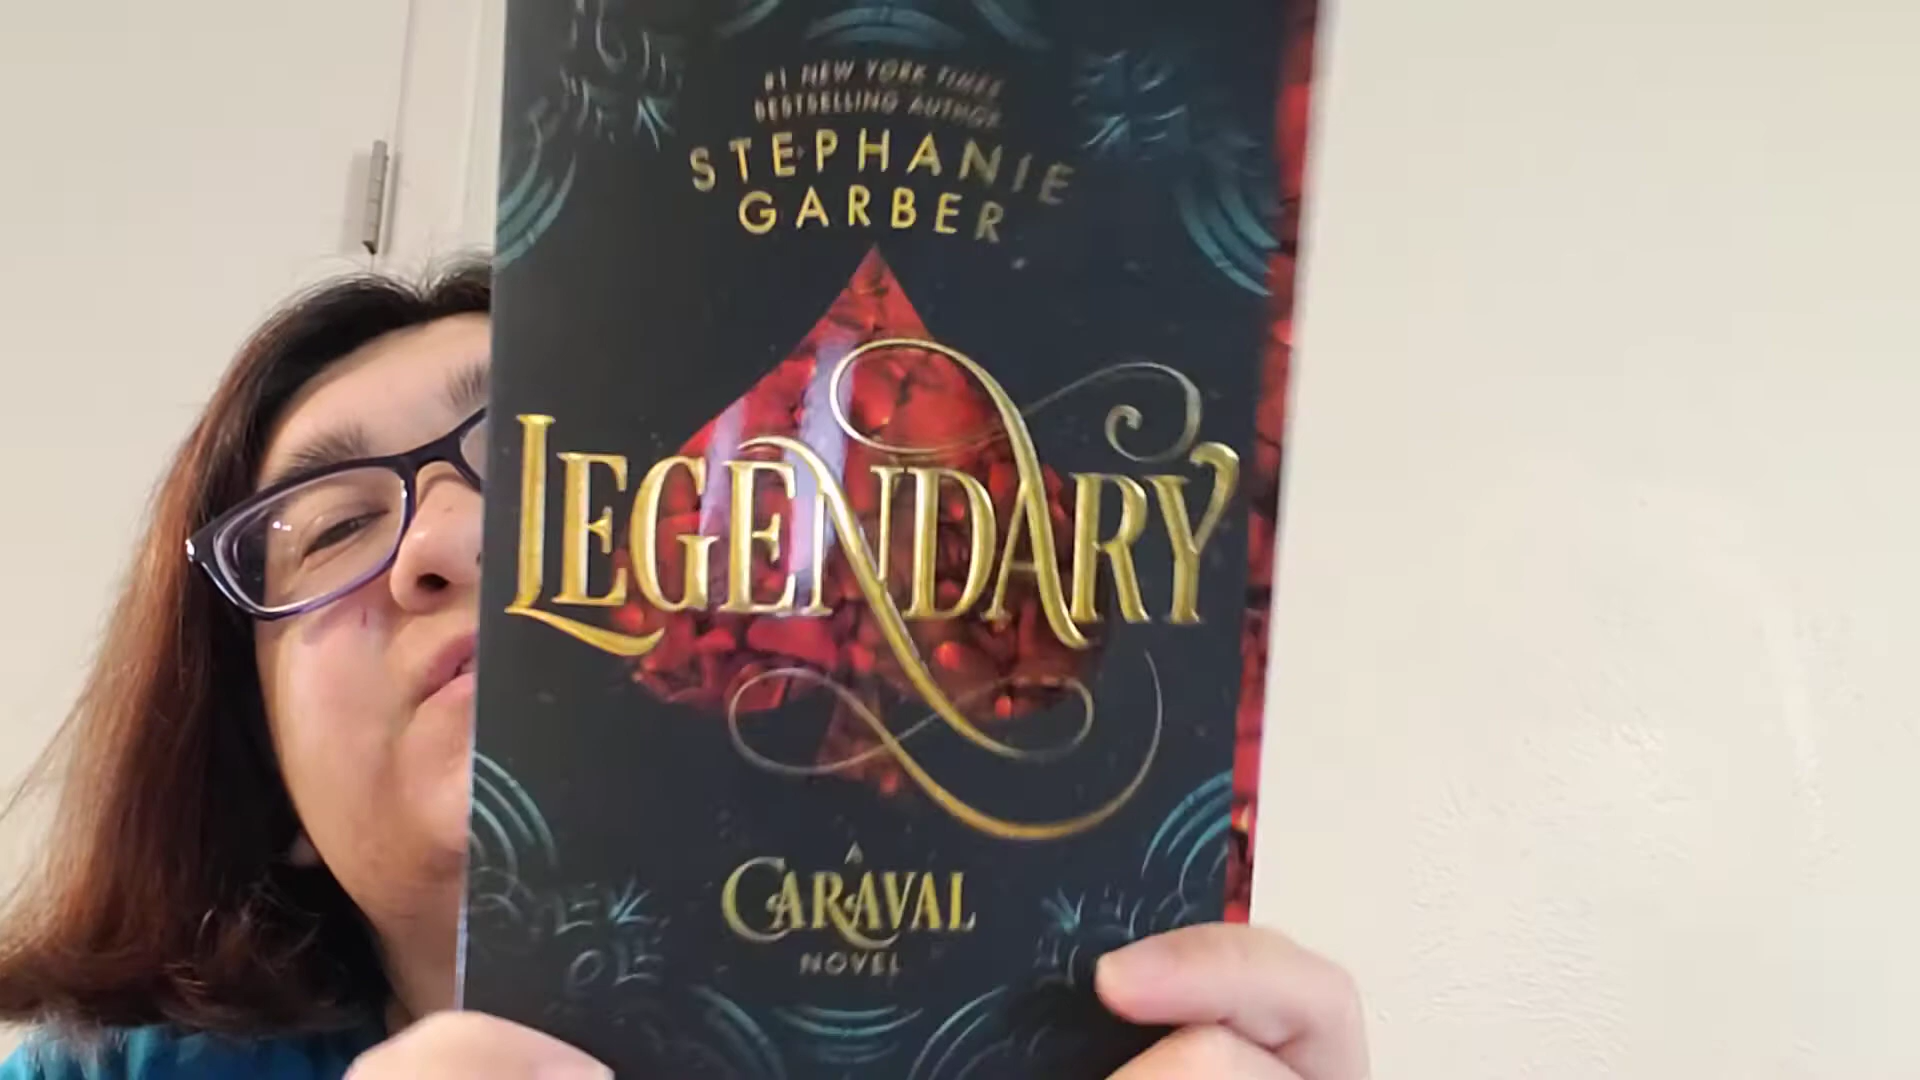 #1 NEW YORK TIMES
BESTSELLING AUTHOR
STEPHANIE
GARBER
LEGENDARY
A
CARAVAL
NOVEL